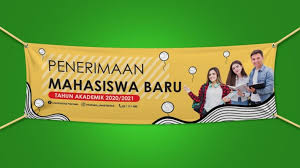 PENERIMAAN
MAHASISWA BARU
TAHUN AKADEMIK 2020/2021